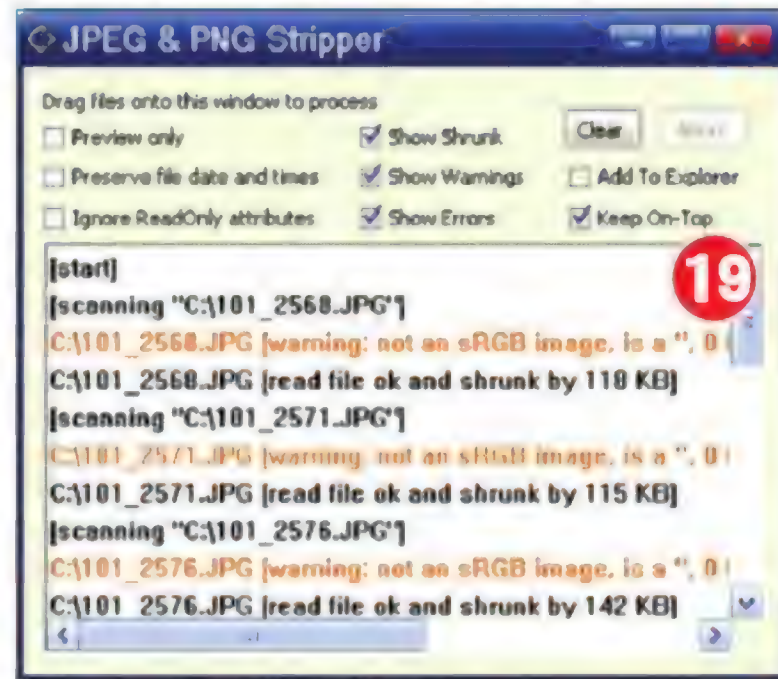 JPEG & PNG Stripper
Drag files onto this window to process
Preview only Show Shrunk Clear
Preserve file date and times Show Warnings Add To Explorer
Ignore ReadOnly attributes Show Errors Keep On-Top
19
[start]
[scanning "C:\101_2568.JPG"]
C:\101_2568.JPG [warning: not an sRGB image, is a '', 0
C:\101_2568.JPG [read file ok and shrunk by 118 KB]
[scanning "C:\101_2571.JPG"]
C:\101_2571.JPG [warning: not an sRGB image, is a '', 0
C:\101_2571.JPG [read file ok and shrunk by 115 KB]
[scanning "C:\101_2576.JPG"]
C:\101_2576.JPG [warning: not an sRGB image, is a '', 0
C:\101_2576.JPG [read file ok and shrunk by 142 KB]